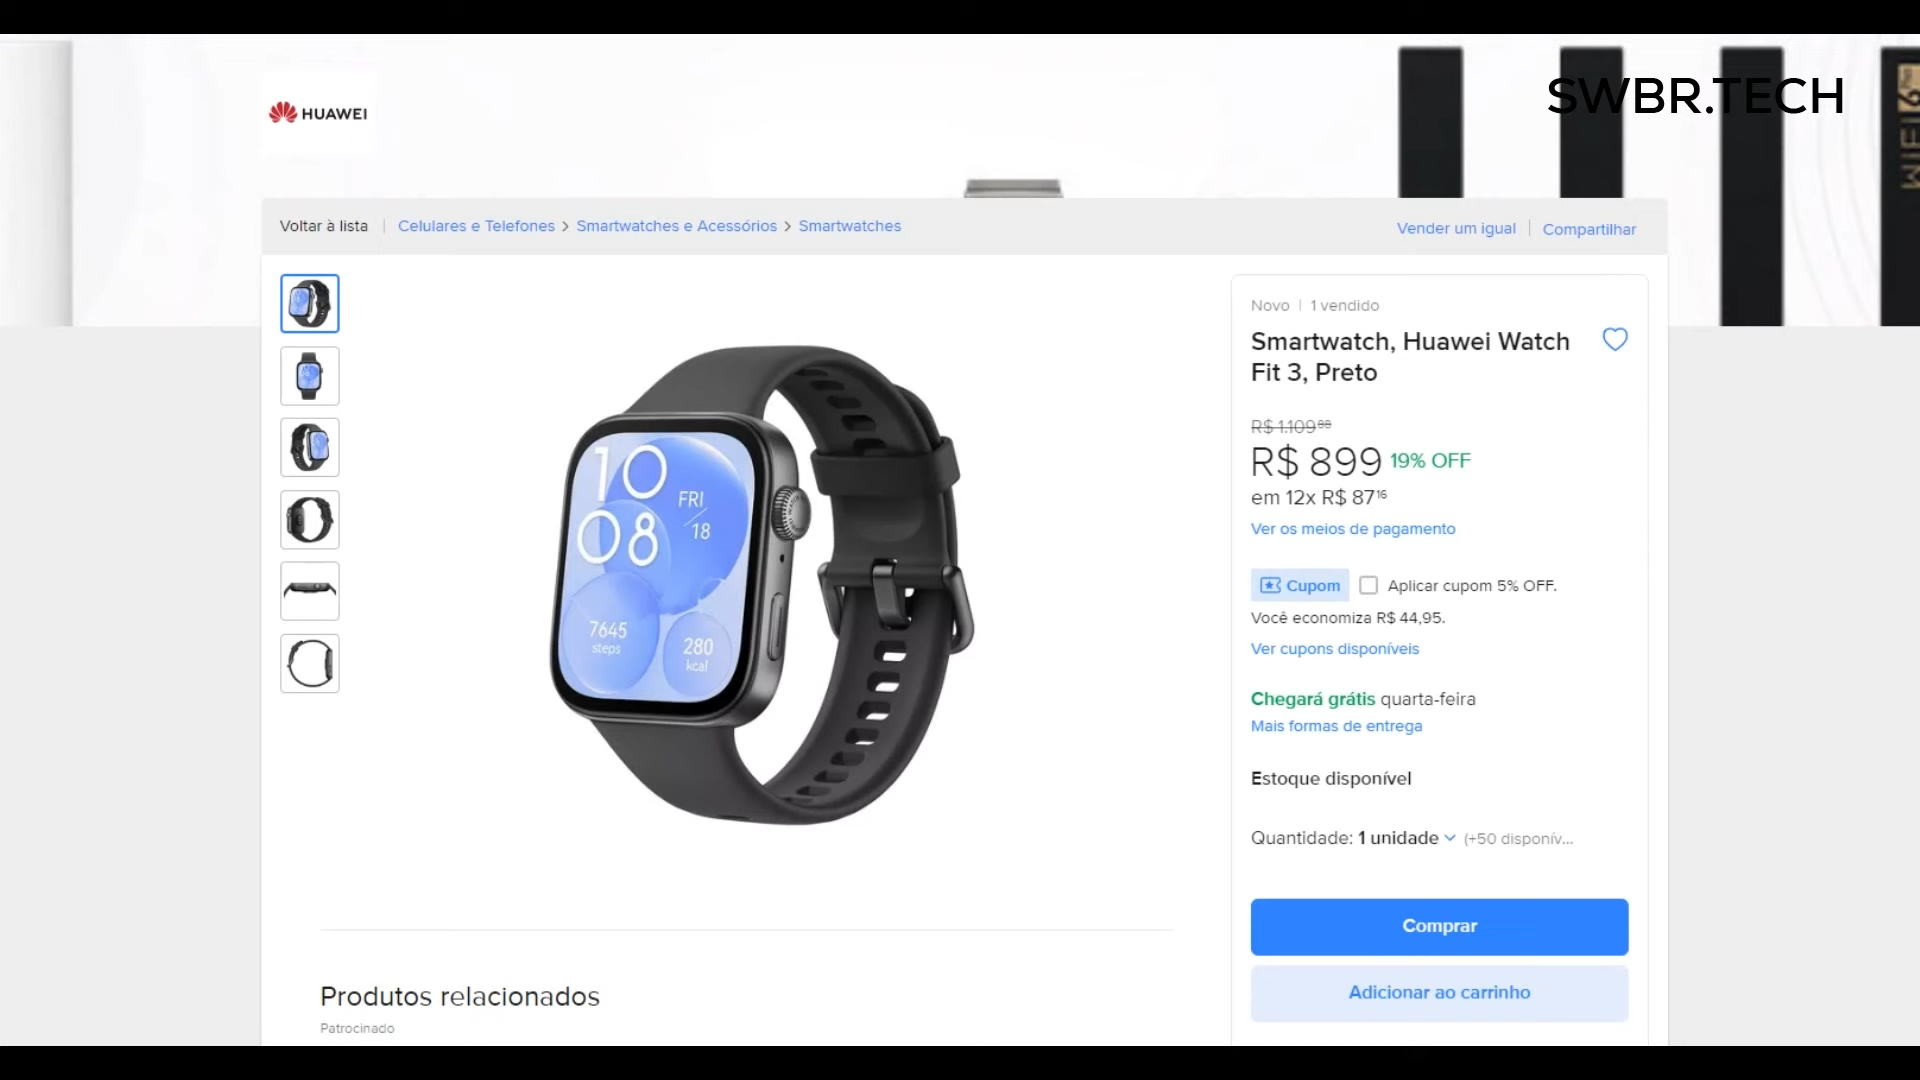 SWBR.TECH
HUAWEI
Voltar à lista
Celulares e Telefones > Smartwatches e Acessórios > Smartwatches
Vender um igual
Compartilhar
10
08
FRI
18
7645
steps
280
kcal
Novo | 1 vendido
Smartwatch, Huawei Watch
Fit 3, Preto
R$ 1.109 88
R$ 899 19% OFF
em 12x R$ 87 16
Ver os meios de pagamento
Cupom Aplicar cupom 5% OFF.
Você economiza R$ 44,95.
Ver cupons disponíveis
Chegará grátis quarta-feira
Mais formas de entrega
Estoque disponível
Quantidade: 1 unidade (+50 disponív...
Comprar
Adicionar ao carrinho
Produtos relacionados
Patrocinado